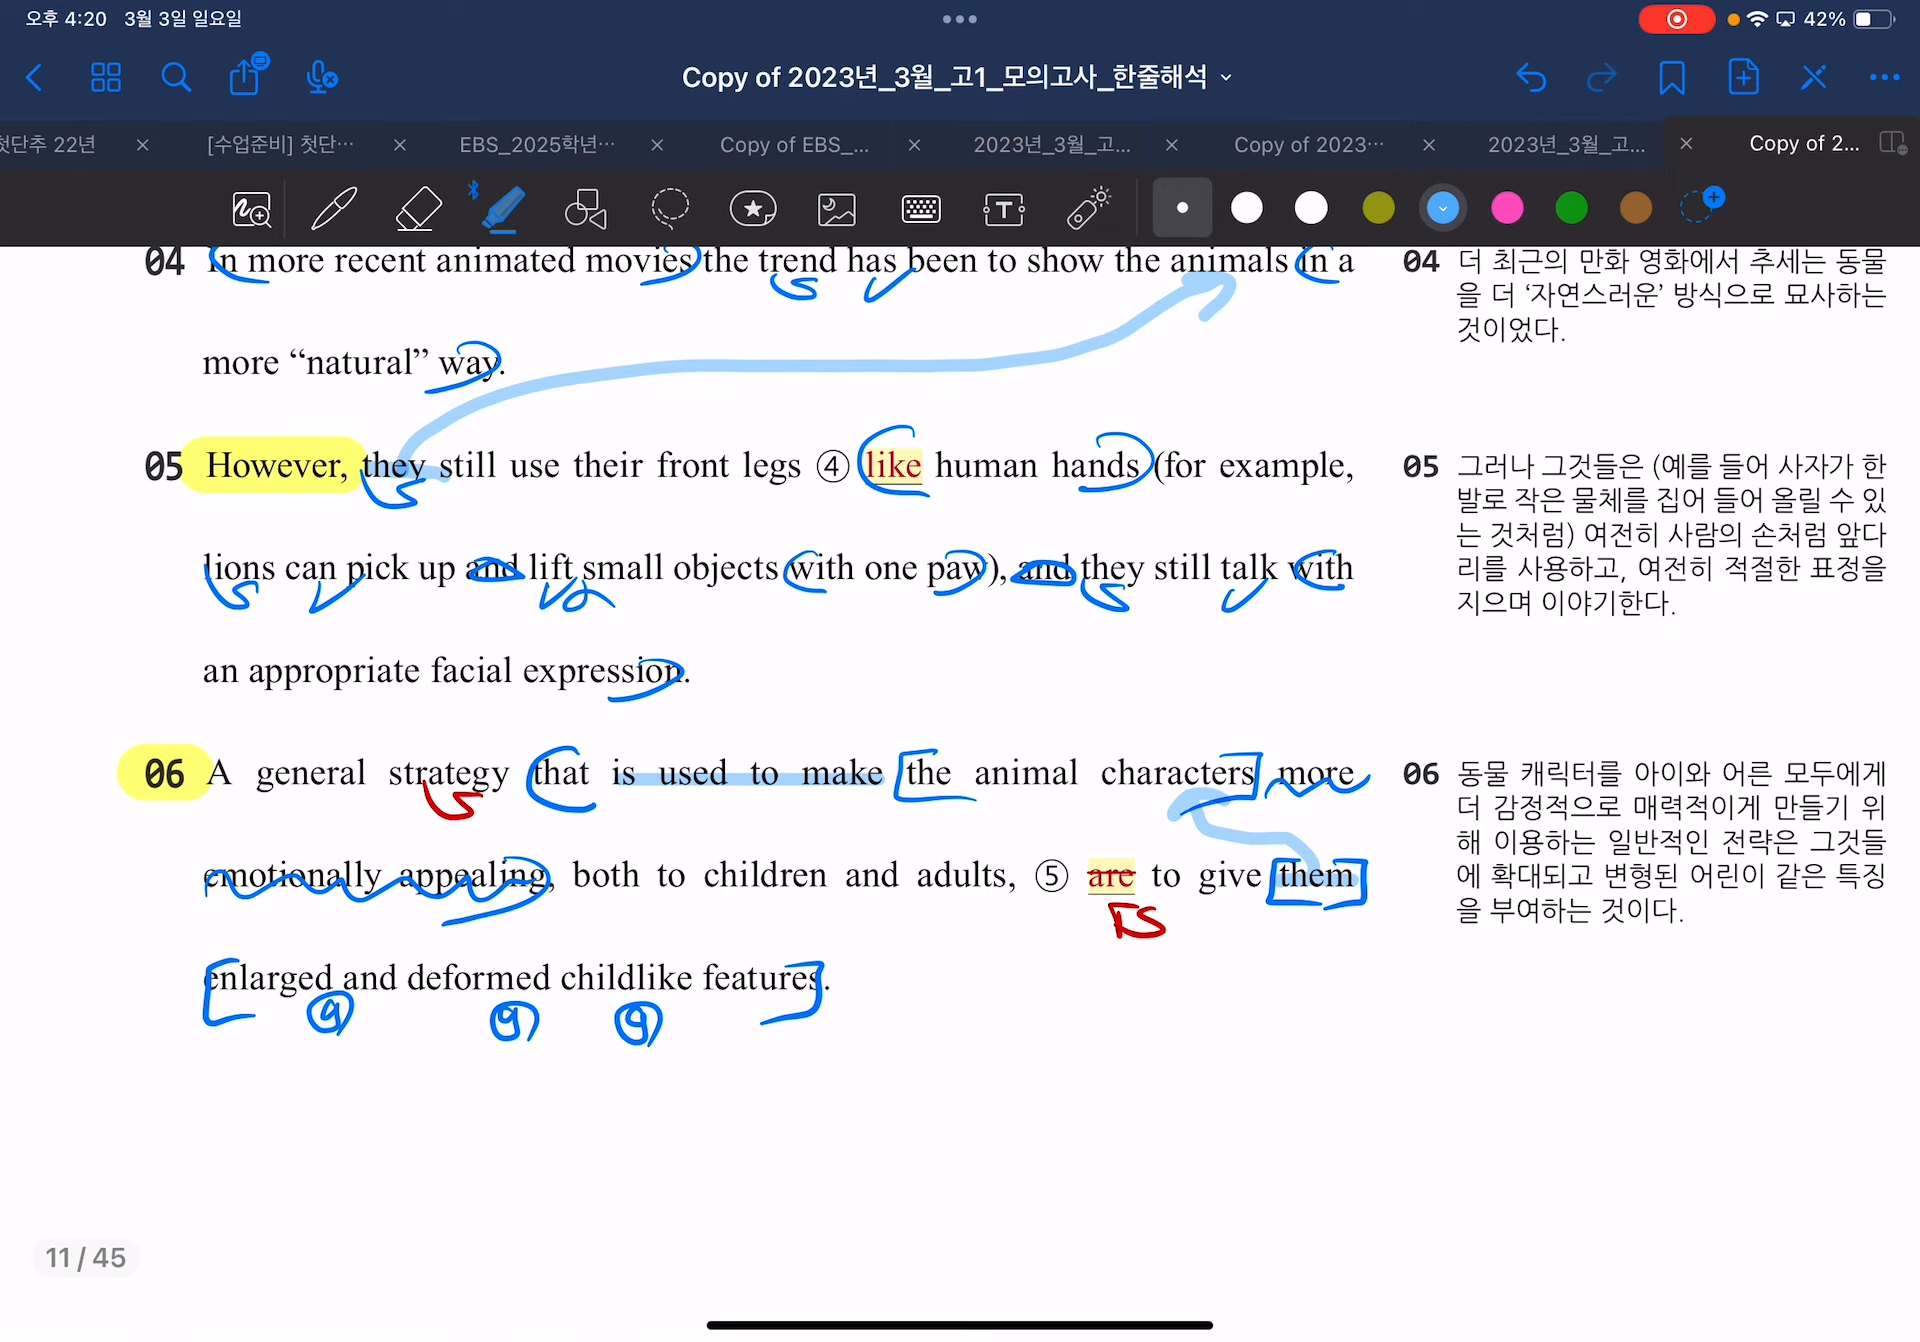 오후 4:20 3월 3일 일요일
42%
Copy of 2023년_3월_고1_모의고사_한줄해석
첫단추 22년
[수업준비] 첫단…
EBS_2025학년…
Copy of EBS_...
2023년_3월_고...
Copy of 2023…
2023년_3월_고...
Copy of 2...
04 In more recent animated movies the trend has been to show the animals in a
more “natural” way.
04 더 최근의 만화 영화에서 추세는 동물
을 더 ‘자연스러운’ 방식으로 묘사하는
것이었다.
05 However, they still use their front legs ④ like human hands (for example,
lions can pick up and lift small objects with one paw), and they still talk with
an appropriate facial expression.
05 그러나 그것들은 (예를 들어 사자가 한
발로 작은 물체를 집어 들어 올릴 수 있
는 것처럼) 여전히 사람의 손처럼 앞다
리를 사용하고, 여전히 적절한 표정을
지으며 이야기한다.
06 A general strategy that is used to make the animal characters more
emotionally appealing, both to children and adults, ⑤ are to give them
is
enlarged and deformed childlike features.
06 동물 캐릭터를 아이와 어른 모두에게
더 감정적으로 매력적이게 만들기 위
해 이용하는 일반적인 전략은 그것들
에 확대되고 변형된 어린이 같은 특징
을 부여하는 것이다.
11 / 45